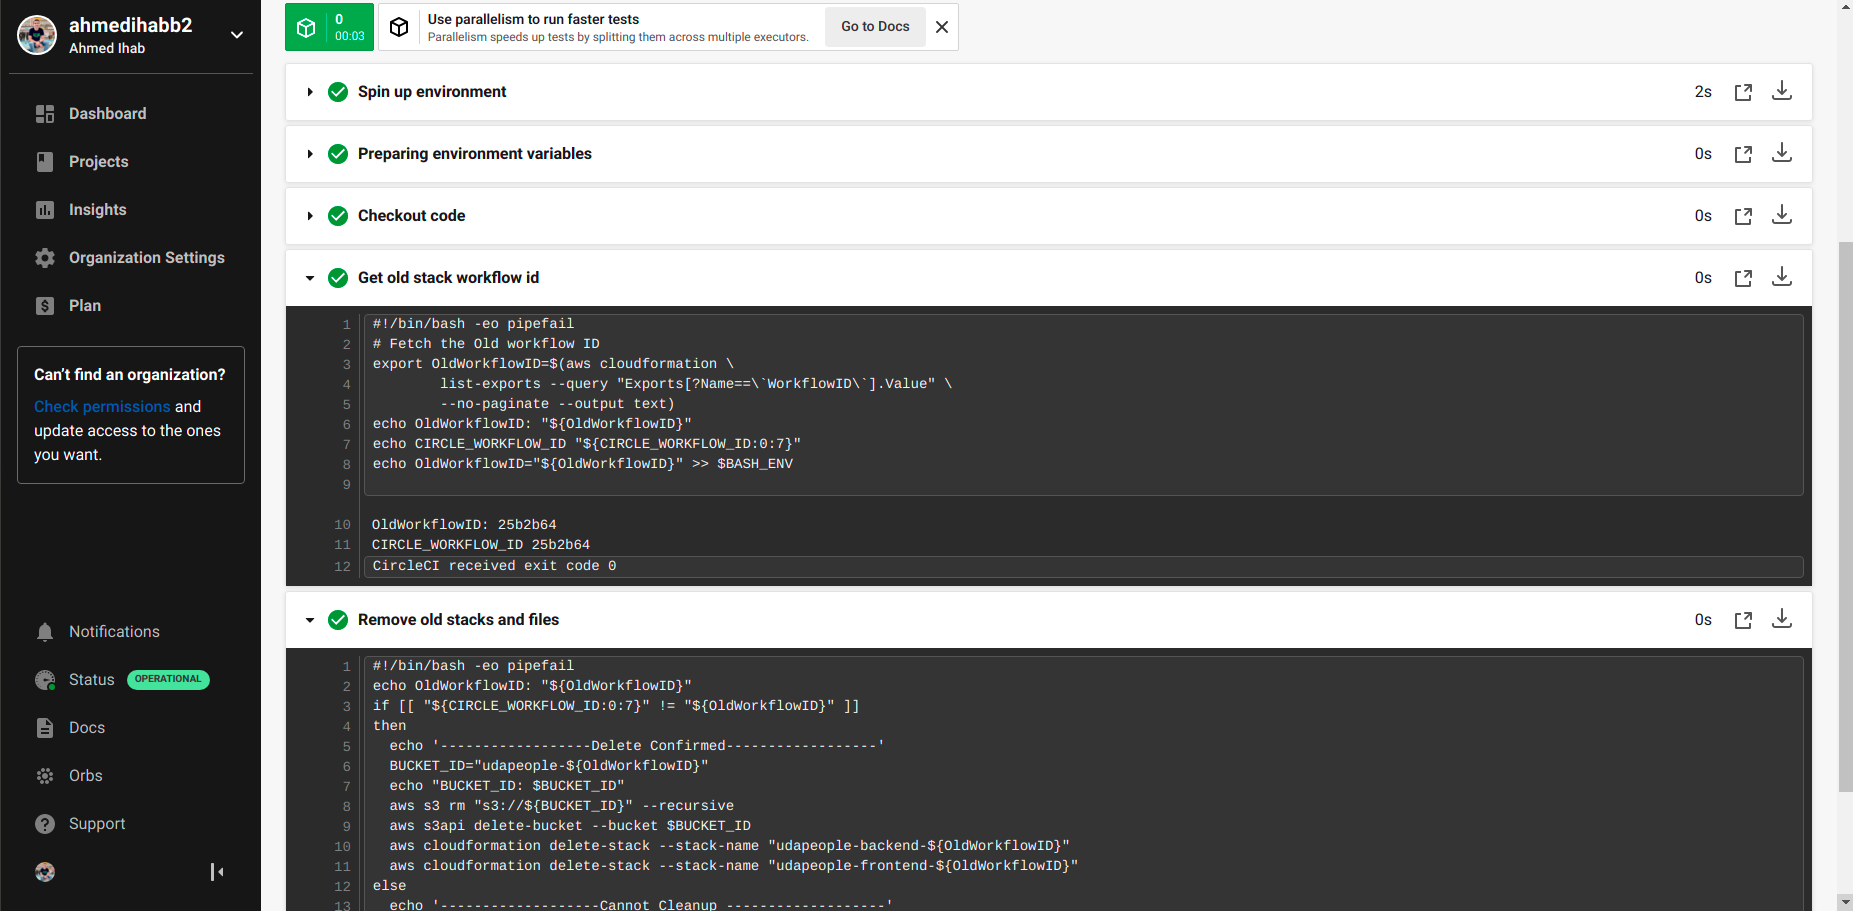 ahmedihabb2
Ahmed Ihab
Dashboard
Projects
Insights
Organization Settings
Plan
Can't find an organization?
Check permissions and
update access to the ones
you want.
Notifications
Status OPERATIONAL
Docs
Orbs
Support
0
00:03
Use parallelism to run faster tests
Parallelism speeds up tests by splitting them across multiple executors.
Go to Docs
Spin up environment 2s
Preparing environment variables 0s
Checkout code 0s
Get old stack workflow id 0s
1 #!/bin/bash -eo pipefail
2 # Fetch the Old workflow ID
3 export OldWorkflowID=$(aws cloudformation \
4         list-exports --query "Exports[?Name==\`WorkflowID\`].Value" \
5         --no-paginate --output text)
6 echo OldWorkflowID: "${OldWorkflowID}"
7 echo CIRCLE_WORKFLOW_ID "${CIRCLE_WORKFLOW_ID:0:7}"
8 echo OldWorkflowID="${OldWorkflowID}" >> $BASH_ENV
9
10 OldWorkflowID: 25b2b64
11 CIRCLE_WORKFLOW_ID 25b2b64
12 CircleCI received exit code 0
Remove old stacks and files 0s
1 #!/bin/bash -eo pipefail
2 echo OldWorkflowID: "${OldWorkflowID}"
3 if [[ "${CIRCLE_WORKFLOW_ID:0:7}" != "${OldWorkflowID}" ]]
4 then
5   echo '------------------Delete Confirmed------------------'
6   BUCKET_ID="udapeople-${OldWorkflowID}"
7   echo "BUCKET_ID: $BUCKET_ID"
8   aws s3 rm "s3://${BUCKET_ID}" --recursive
9   aws s3api delete-bucket --bucket $BUCKET_ID
10   aws cloudformation delete-stack --stack-name "udapeople-backend-${OldWorkflowID}"
11   aws cloudformation delete-stack --stack-name "udapeople-frontend-${OldWorkflowID}"
12 else
13   echo '-------------------Cannot Cleanup -------------------'